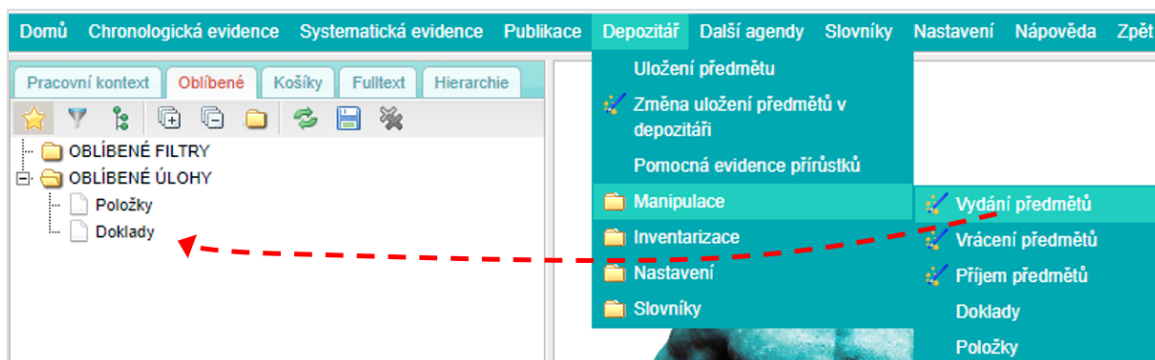 Domů Chronologická evidence Systematická evidence Publikace Depozitář Další agendy Slovníky Nastavení Nápověda Zpět
Pracovní kontext Oblíbené Košíky Fulltext Hierarchie
OBLÍBENÉ FILTRY
OBLÍBENÉ ÚLOHY
Položky
Doklady
Uložení předmětu
Změna uložení předmětů v
depozitáři
Pomocná evidence přírůstků
Manipulace
Inventarizace
Nastavení
Slovníky
Vydání předmětů
Vrácení předmětů
Příjem předmětů
Doklady
Položky